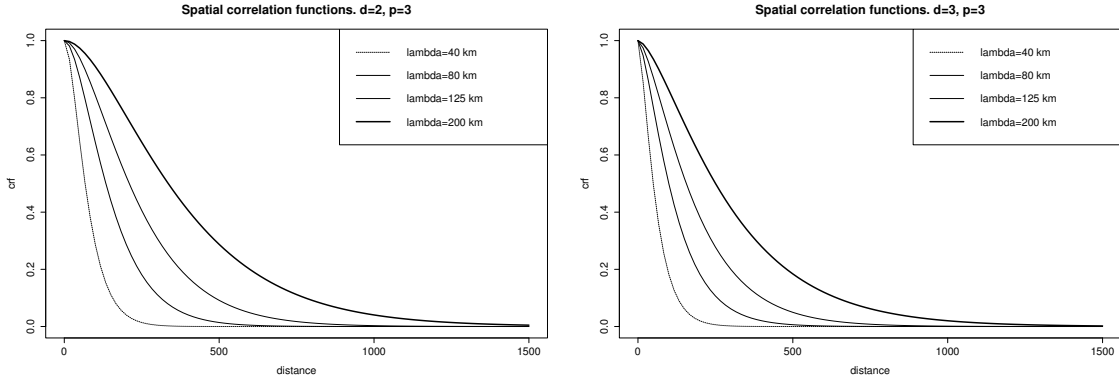 Spatial correlation functions. d=2, p=3
crf
1.0
0.8
0.6
0.4
0.2
0.0
lambda=40 km
lambda=80 km
lambda=125 km
lambda=200 km
0 500 1000 1500
distance
Spatial correlation functions. d=3, p=3
crf
1.0
0.8
0.6
0.4
0.2
0.0
lambda=40 km
lambda=80 km
lambda=125 km
lambda=200 km
0 500 1000 1500
distance